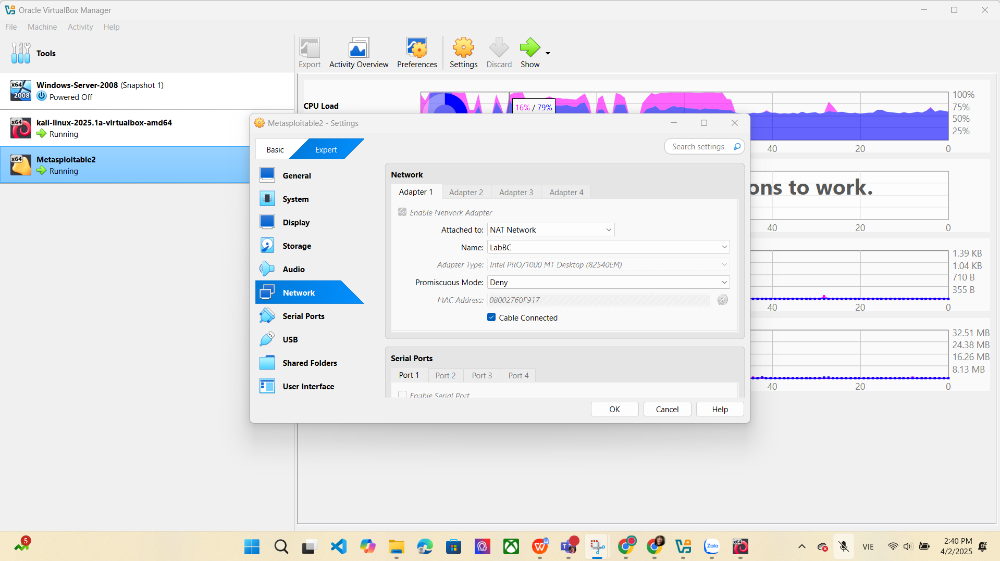 Oracle VirtualBox Manager
File Machine Activity Help
Tools
Export Activity Overview Preferences Settings Discard Show
x64 2008 Windows-Server-2008 (Snapshot 1)
Powered Off
x64 kali-linux-2025.1a-virtualbox-amd64
Running
x64 Metasploitable2
Running
CPU Load
16% / 79%
100%
75%
50%
25%
40 20 0
ons to work.
40 20 0
1.39 KB
1.04 KB
710 B
355 B
40 20 0
32.51 MB
24.38 MB
16.26 MB
8.13 MB
40 20 0
Metasploitable2 - Settings
Basic Expert
Search settings
General
System
Display
Storage
Audio
Network
Serial Ports
USB
Shared Folders
User Interface
Network
Adapter 1 Adapter 2 Adapter 3 Adapter 4
Enable Network Adapter
Attached to: NAT Network
Name: LabBC
Adapter Type: Intel PRO/1000 MT Desktop (82540EM)
Promiscuous Mode: Deny
MAC Address: 08002760F917
Cable Connected
Serial Ports
Port 1 Port 2 Port 3 Port 4
Enable Serial Port
OK Cancel Help
5
Zalo
x64
VIE
2:40 PM
4/2/2025